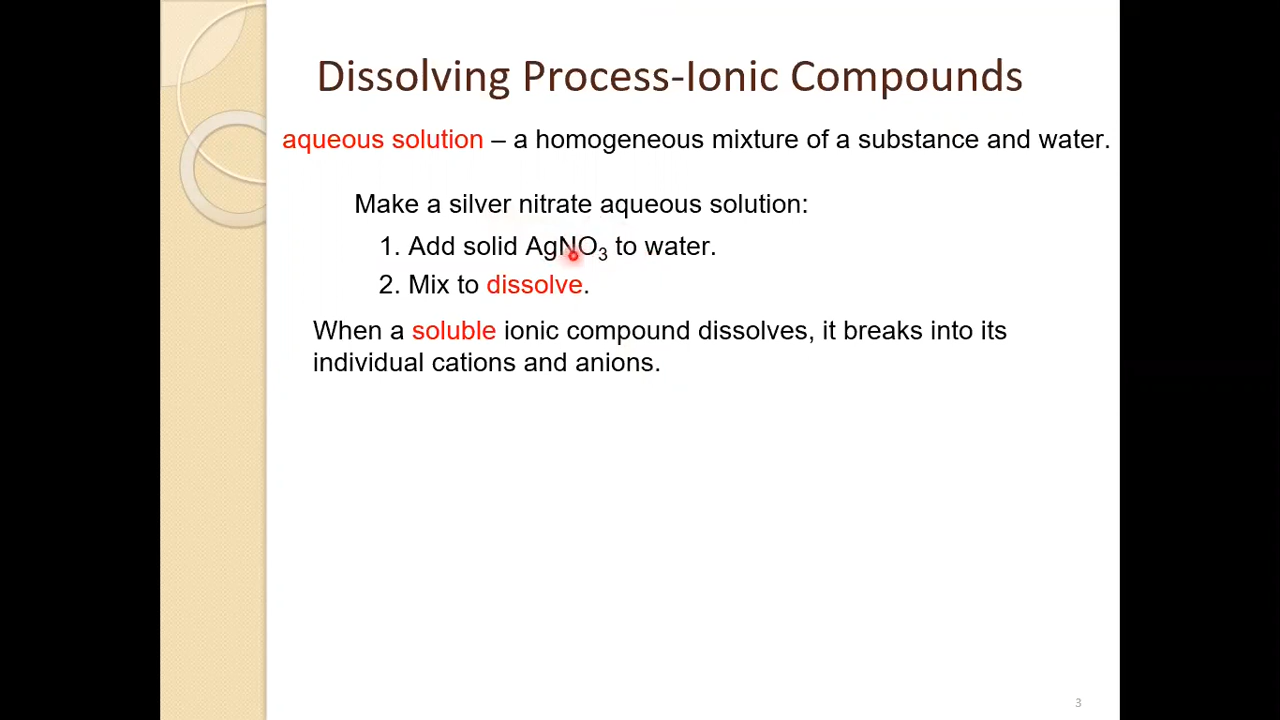 Dissolving Process-Ionic Compounds
aqueous solution – a homogeneous mixture of a substance and water.
Make a silver nitrate aqueous solution:
1. Add solid AgNO₃ to water.
2. Mix to dissolve.
When a soluble ionic compound dissolves, it breaks into its
individual cations and anions.
3